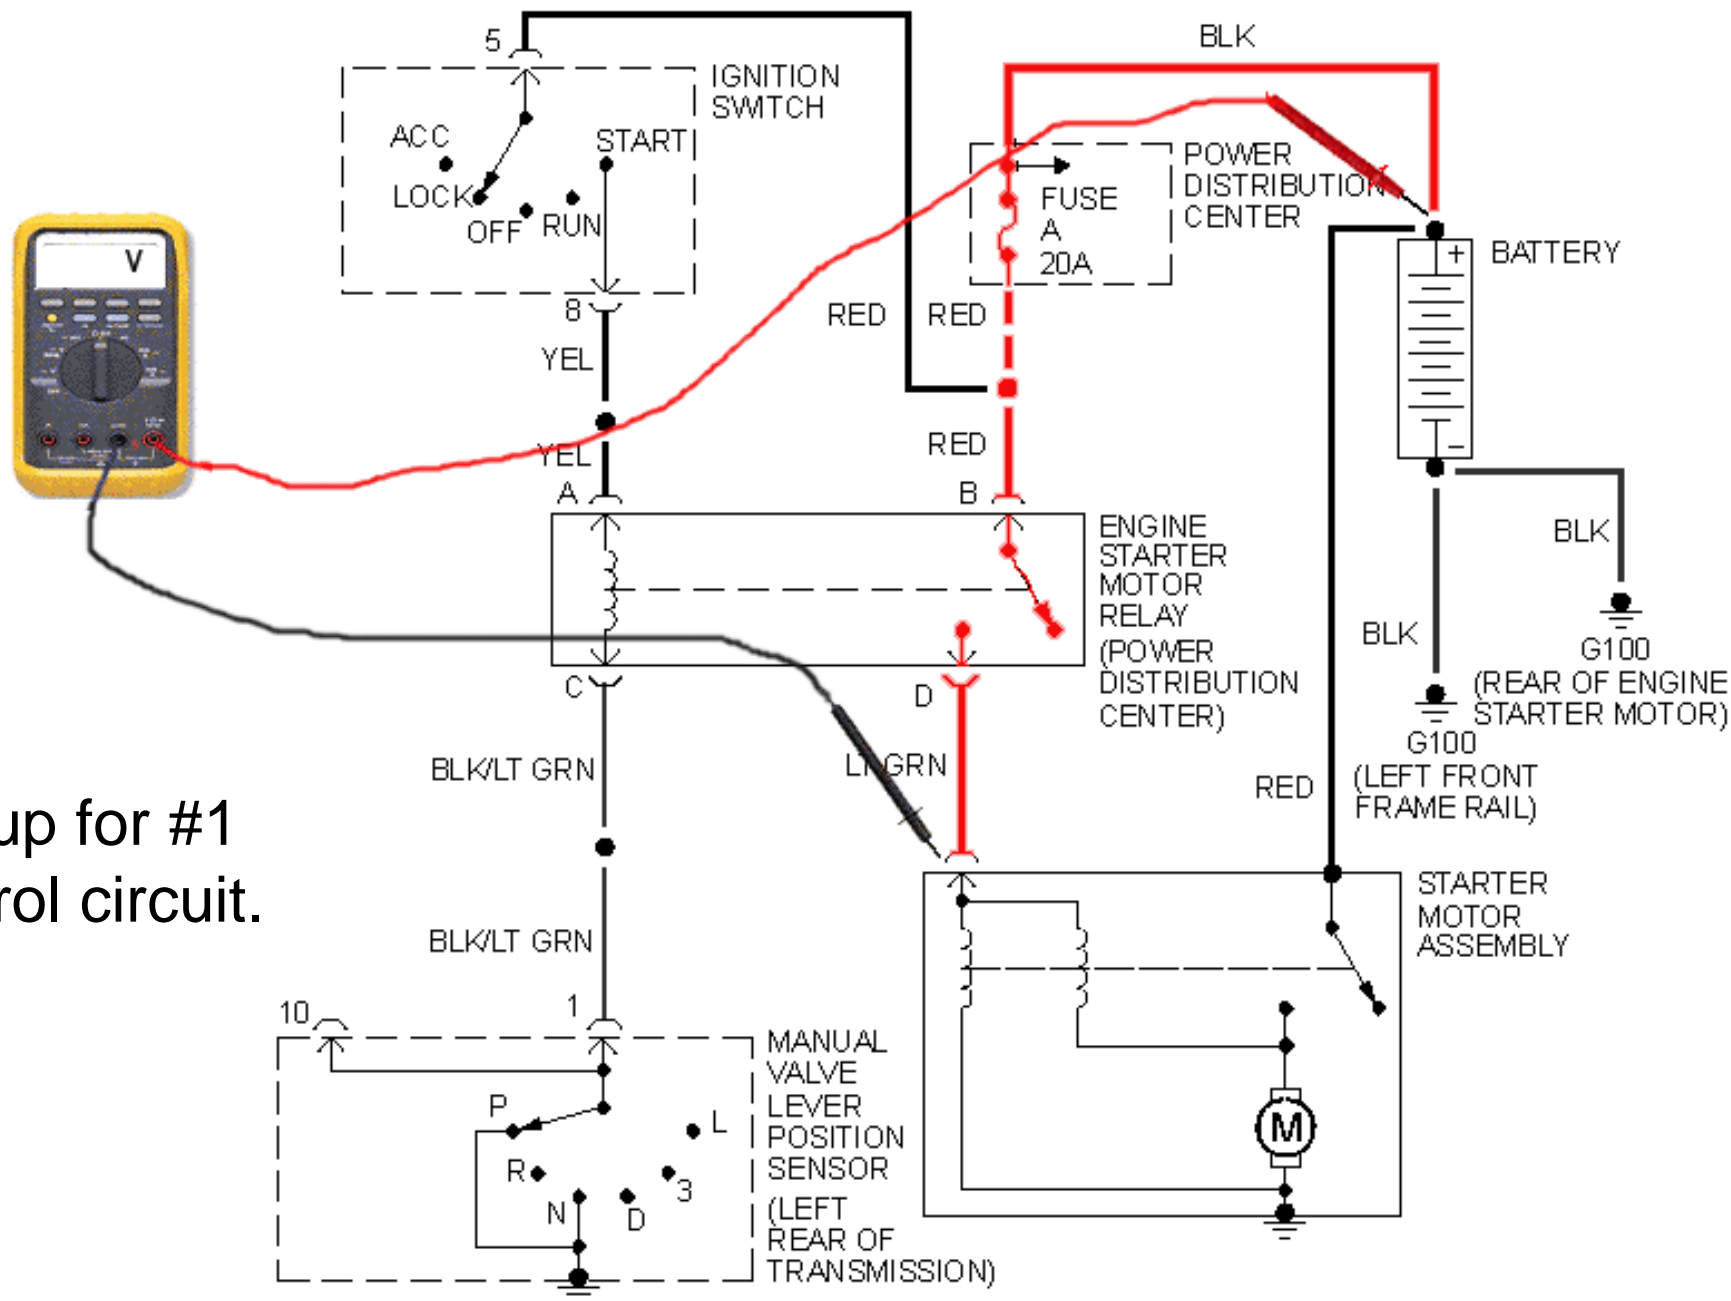 5
BLK
IGNITION
SWITCH
ACC
START
LOCK
OFF
RUN
POWER
DISTRIBUTION
CENTER
FUSE
A
20A
V
+
BATTERY
8
RED
RED
YEL
RED
YEL
−
A
B
ENGINE
STARTER
MOTOR
RELAY
(POWER
DISTRIBUTION
CENTER)
BLK
BLK
G100
(REAR OF ENGINE
STARTER MOTOR)
C
D
G100
(LEFT FRONT
FRAME RAIL)
BLK/LT GRN
LT GRN
RED
up for #1
rol circuit.
STARTER
MOTOR
ASSEMBLY
BLK/LT GRN
10
1
MANUAL
VALVE
LEVER
POSITION
SENSOR
(LEFT
REAR OF
TRANSMISSION)
P
L
R
3
N
D
M